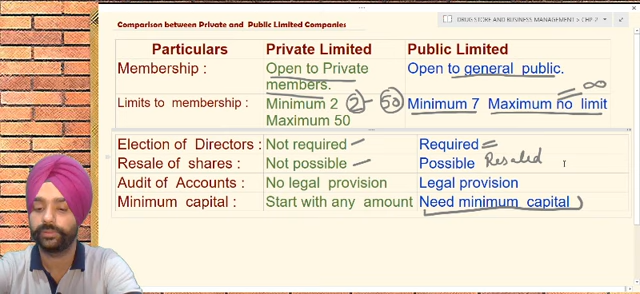 DRUG STORE AND BUSINESS MANAGEMENT > CHP. 2
Comparison between Private and Public Limited Companies
Particulars Private Limited Public Limited
Membership : Open to Private members. Open to general public.
Limits to membership : Minimum 2 Maximum 50 2 - 50 Minimum 7 Maximum no limit ∞
Election of Directors : Not required Required
Resale of shares : Not possible Possible Resaled
Audit of Accounts : No legal provision Legal provision
Minimum capital : Start with any amount Need minimum capital